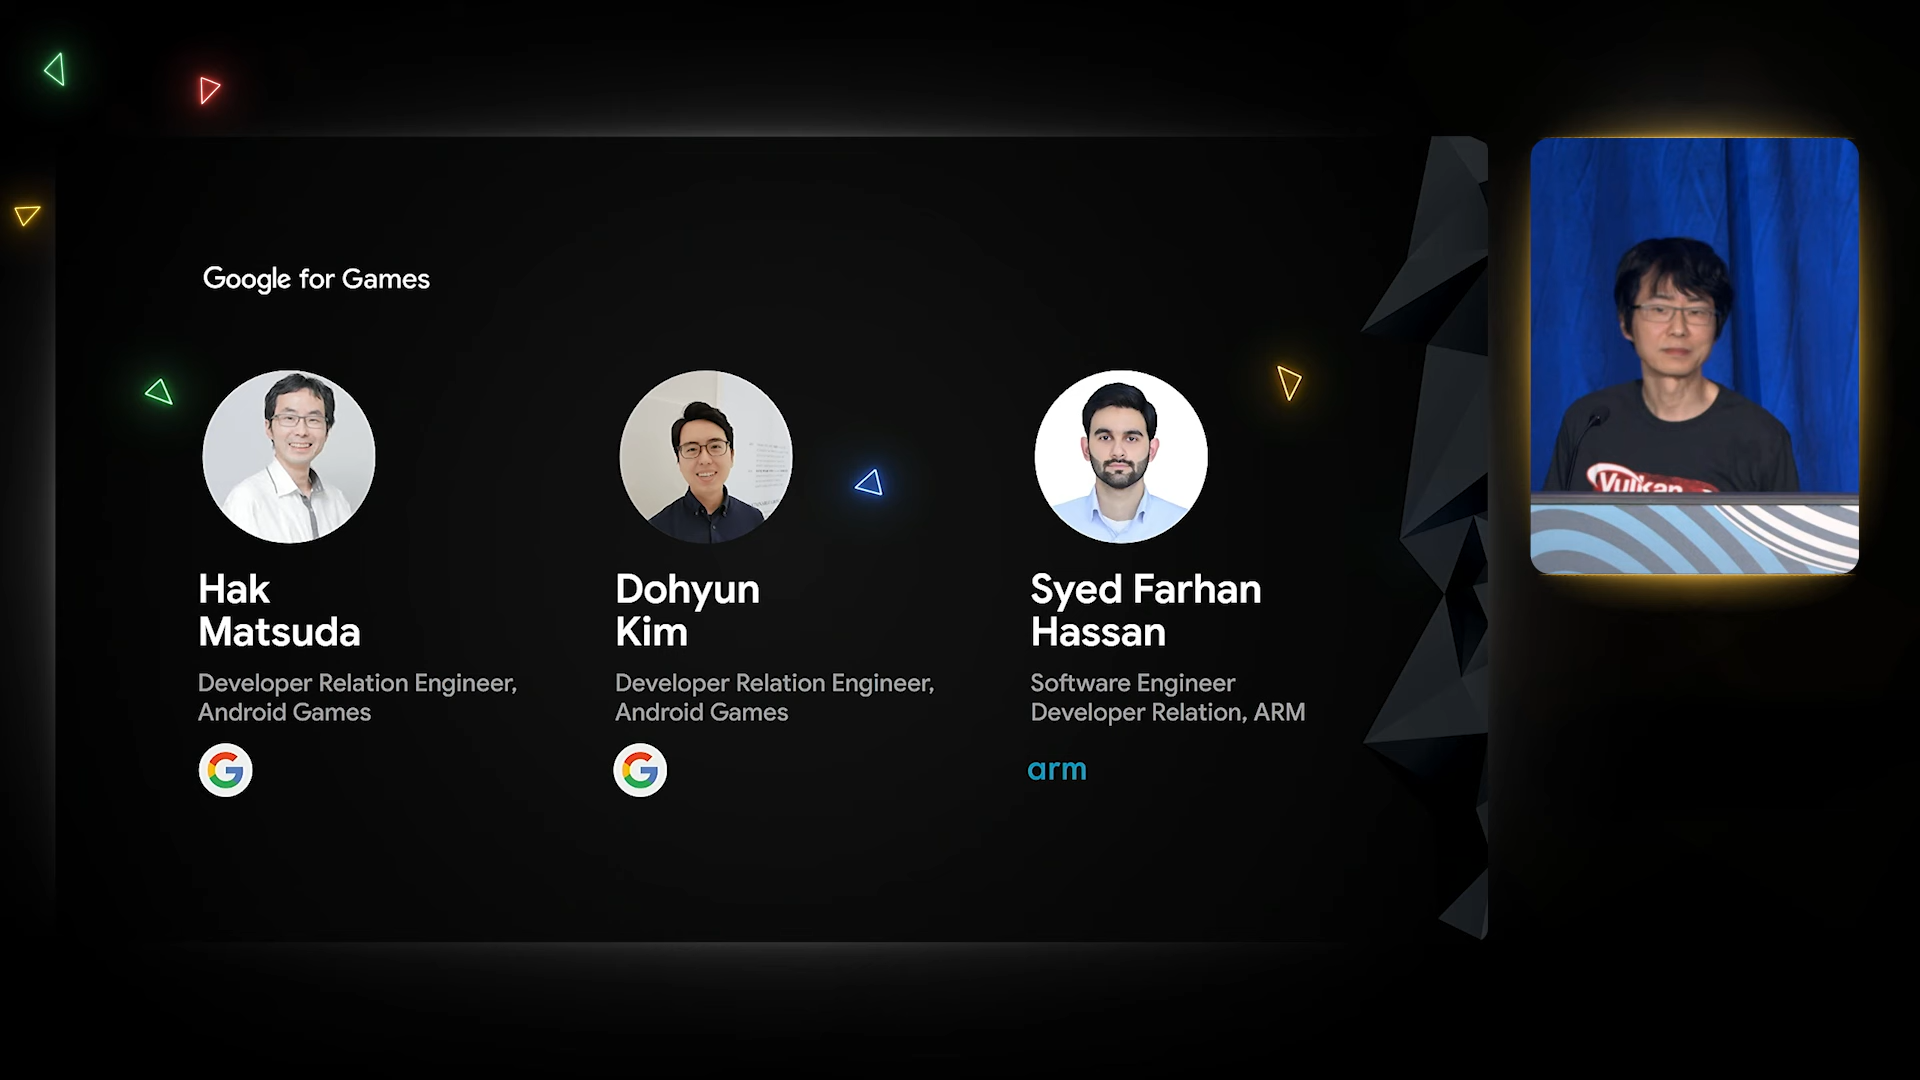 Google for Games
Hak
Matsuda
Developer Relation Engineer,
Android Games
G
Dohyun
Kim
Developer Relation Engineer,
Android Games
G
Syed Farhan
Hassan
Software Engineer
Developer Relation, ARM
arm
Vulkan